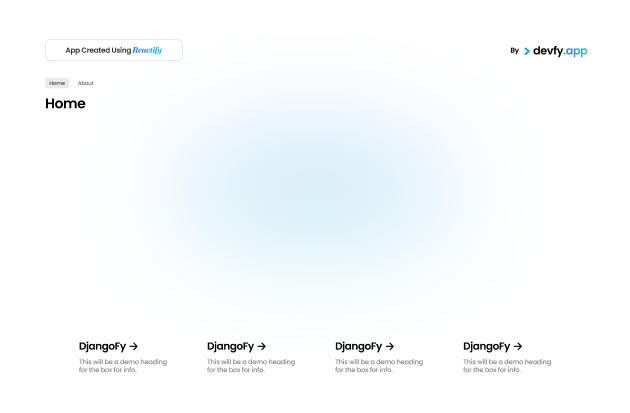 App Created Using Reactify
By devfy.app
Home About
Home
DjangoFy →
This will be a demo heading
for the box for info.
DjangoFy →
This will be a demo heading
for the box for info.
DjangoFy →
This will be a demo heading
for the box for info.
DjangoFy →
This will be a demo heading
for the box for info.